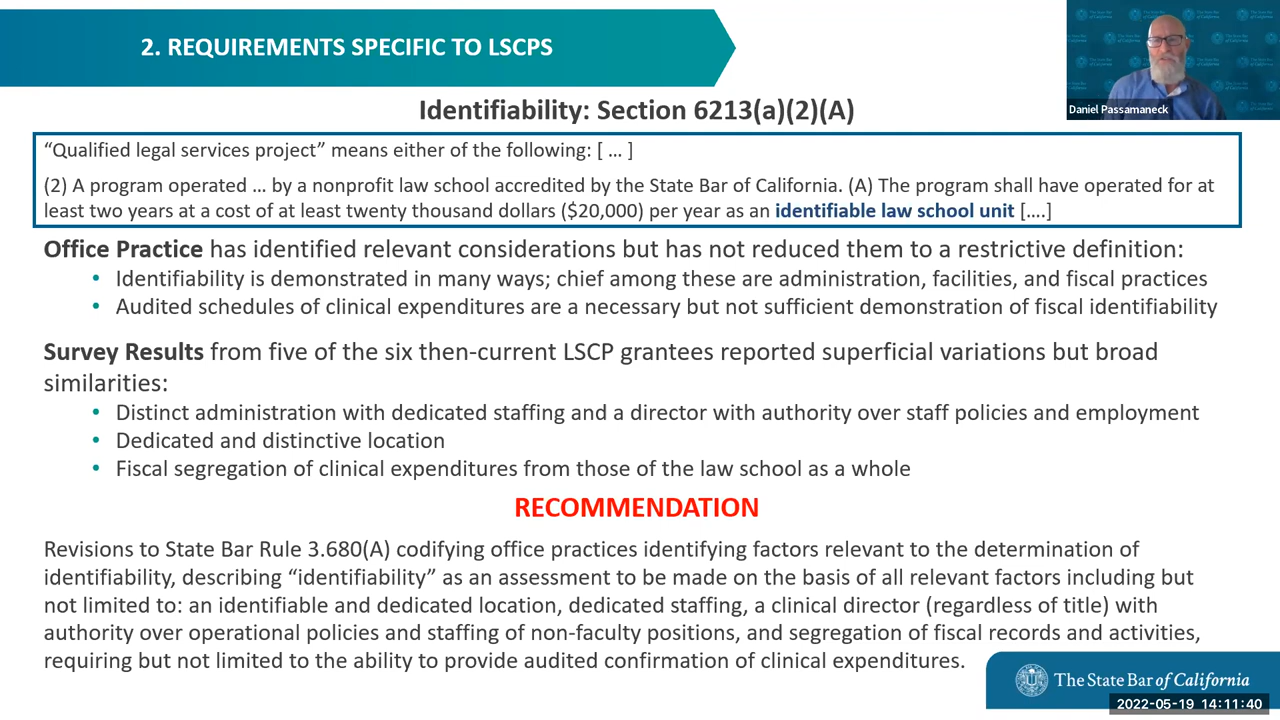 2. REQUIREMENTS SPECIFIC TO LSCPS
Daniel Passamaneck
Identifiability: Section 6213(a)(2)(A)
“Qualified legal services project” means either of the following: [ … ]
(2) A program operated … by a nonprofit law school accredited by the State Bar of California. (A) The program shall have operated for at
least two years at a cost of at least twenty thousand dollars ($20,000) per year as an identifiable law school unit [….]
Office Practice has identified relevant considerations but has not reduced them to a restrictive definition:
• Identifiability is demonstrated in many ways; chief among these are administration, facilities, and fiscal practices
• Audited schedules of clinical expenditures are a necessary but not sufficient demonstration of fiscal identifiability
Survey Results from five of the six then-current LSCP grantees reported superficial variations but broad
similarities:
• Distinct administration with dedicated staffing and a director with authority over staff policies and employment
• Dedicated and distinctive location
• Fiscal segregation of clinical expenditures from those of the law school as a whole
RECOMMENDATION
Revisions to State Bar Rule 3.680(A) codifying office practices identifying factors relevant to the determination of
identifiability, describing “identifiability” as an assessment to be made on the basis of all relevant factors including but
not limited to: an identifiable and dedicated location, dedicated staffing, a clinical director (regardless of title) with
authority over operational policies and staffing of non-faculty positions, and segregation of fiscal records and activities,
requiring but not limited to the ability to provide audited confirmation of clinical expenditures.
The State Bar of California
2022-05-19 14:11:40